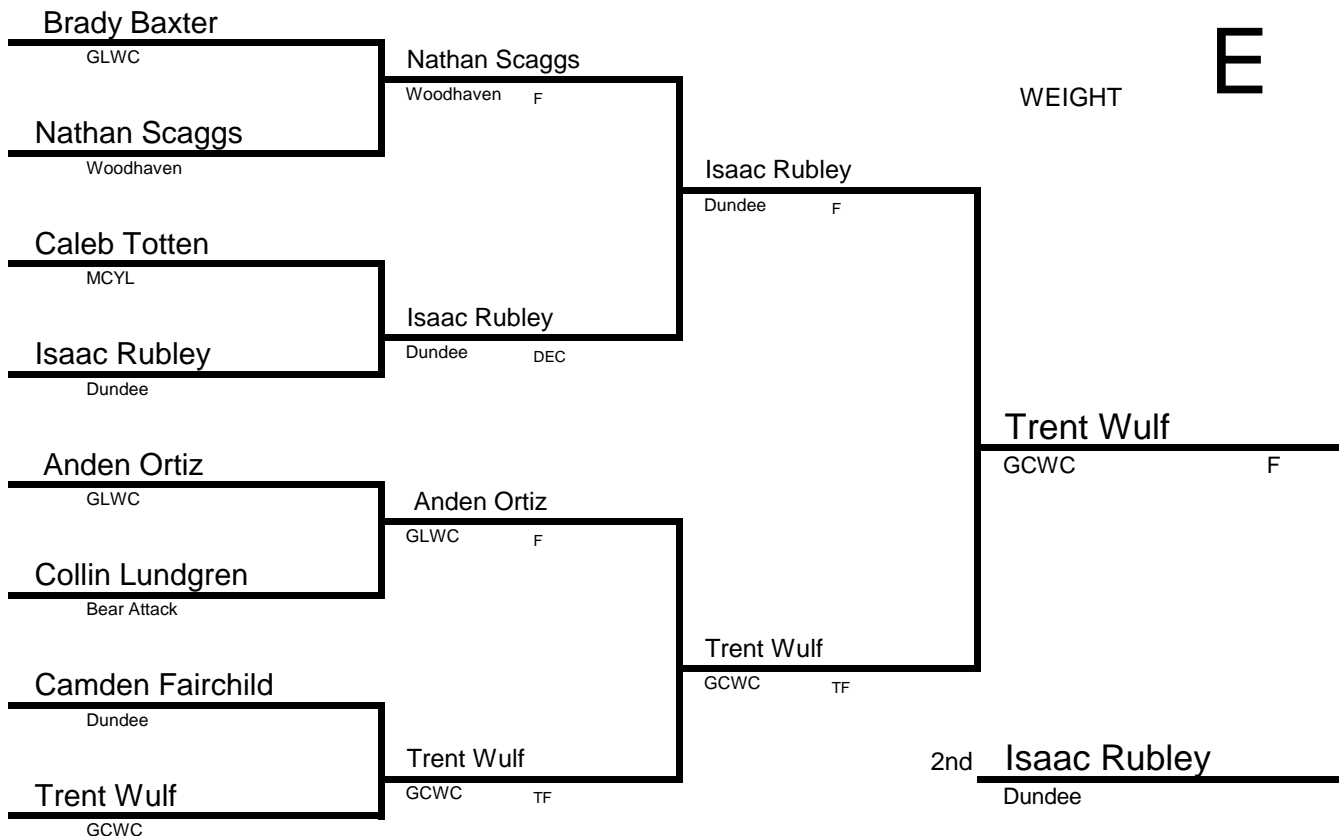 Brady Baxter
GLWC
Nathan Scaggs
Woodhaven F
E
WEIGHT
Nathan Scaggs
Woodhaven
Isaac Rubley
Dundee F
Caleb Totten
MCYL
Isaac Rubley
Dundee DEC
Isaac Rubley
Dundee
Trent Wulf
GCWC F
Anden Ortiz
GLWC
Anden Ortiz
GLWC F
Collin Lundgren
Bear Attack
Trent Wulf
GCWC TF
Camden Fairchild
Dundee
Trent Wulf
GCWC TF
2nd Isaac Rubley
Dundee
Trent Wulf
GCWC